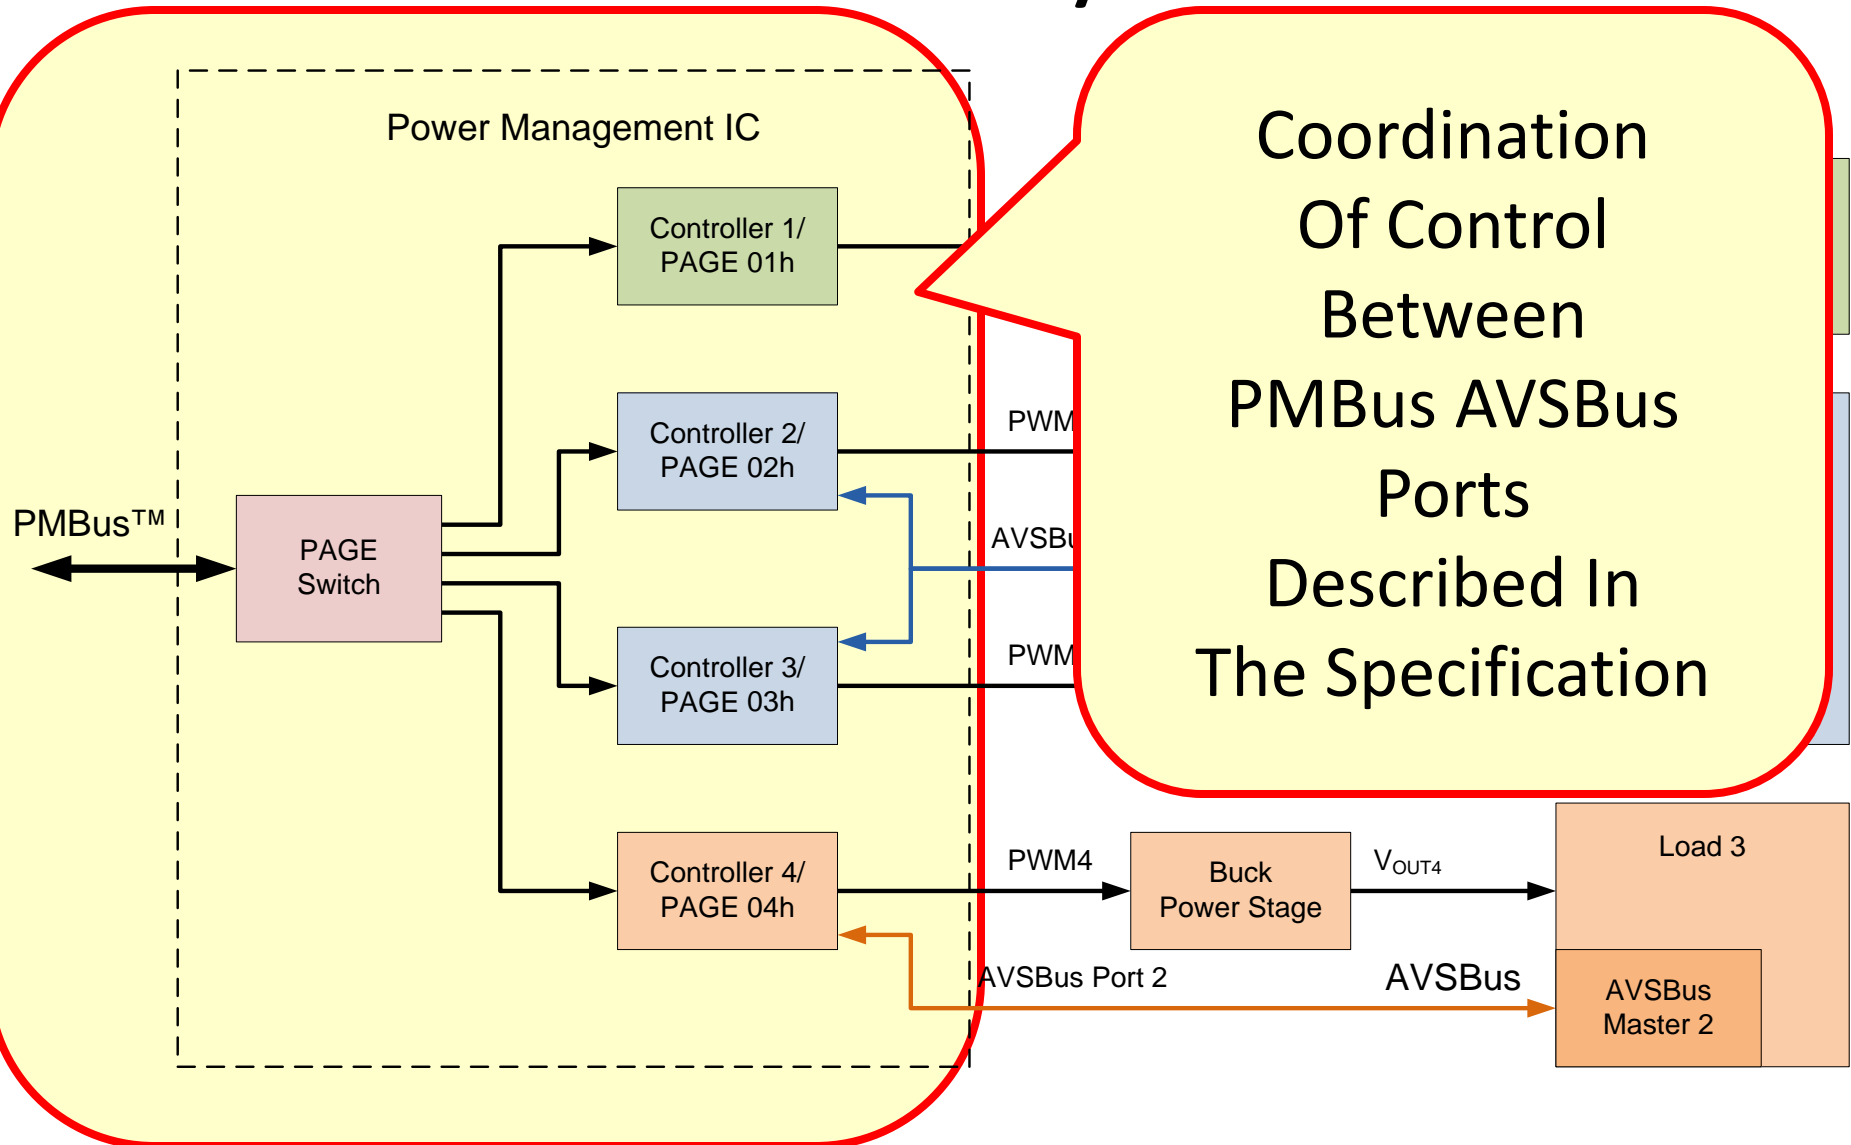 Power Management IC
Coordination
Of Control
Between
PMBus AVSBus
Ports
Described In
The Specification
Controller 1/
PAGE 01h
Controller 2/
PAGE 02h
PWM
PMBus™
PAGE
Switch
Controller 3/
PAGE 03h
PWM
Controller 4/
PAGE 04h
PWM4
Buck
Power Stage
VOUT4
Load 3
AVSBus Port 2
AVSBus
AVSBus
Master 2